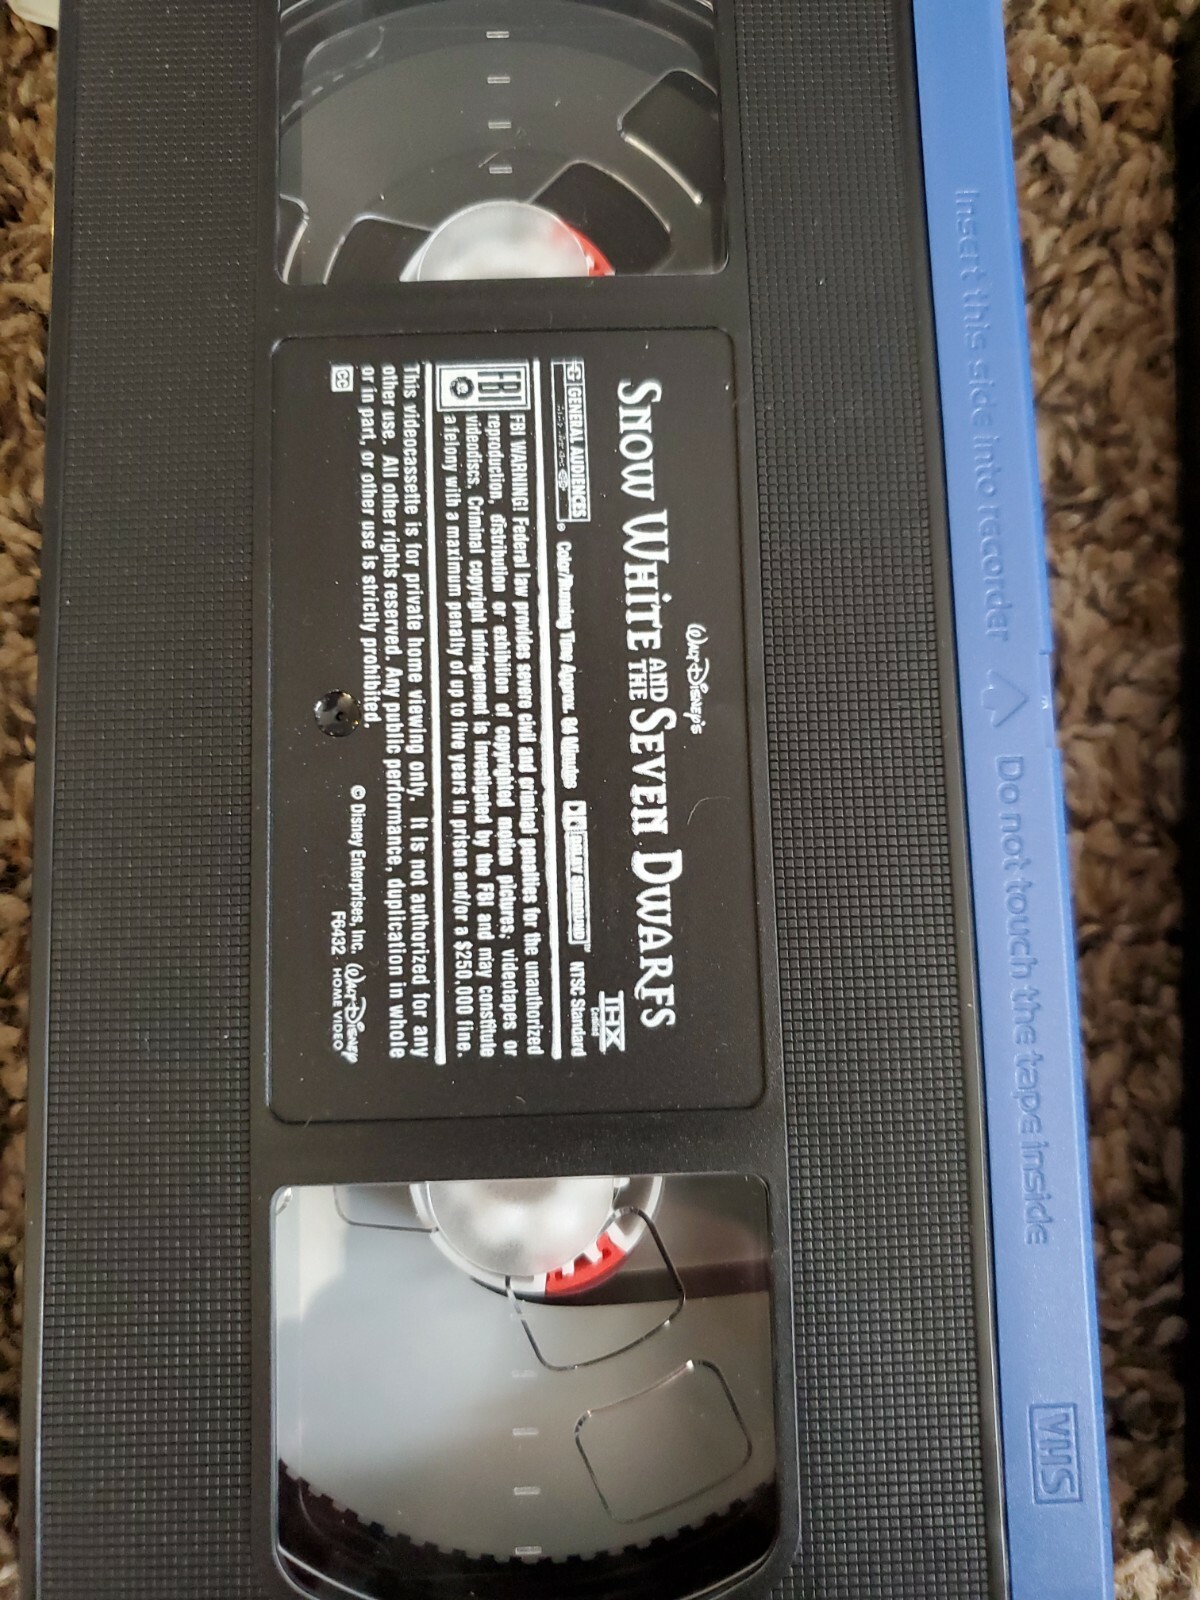 Walt Disney's
SNOW WHITE AND THE SEVEN DWARFS
THX
G GENERAL AUDIENCES
Color/Running Time Approx. 84 Minutes DOLBY SURROUND™ NTSC Standard
FBI
FBI WARNING! Federal law provides severe civil and criminal penalties for the unauthorized
reproduction, distribution or exhibition of copyrighted motion pictures, videotapes or
videodiscs. Criminal copyright infringement is investigated by the FBI and may constitute
a felony with a maximum penalty of up to five years in prison and/or a $250,000 fine.
This videocassette is for private home viewing only. It is not authorized for any
other use. All other rights reserved. Any public performance, duplication in whole
or in part, or other use is strictly prohibited.
CC
© Disney Enterprises, Inc.
F6432
Walt Disney
HOME VIDEO
Insert this side into recorder △ Do not touch the tape inside
VHS